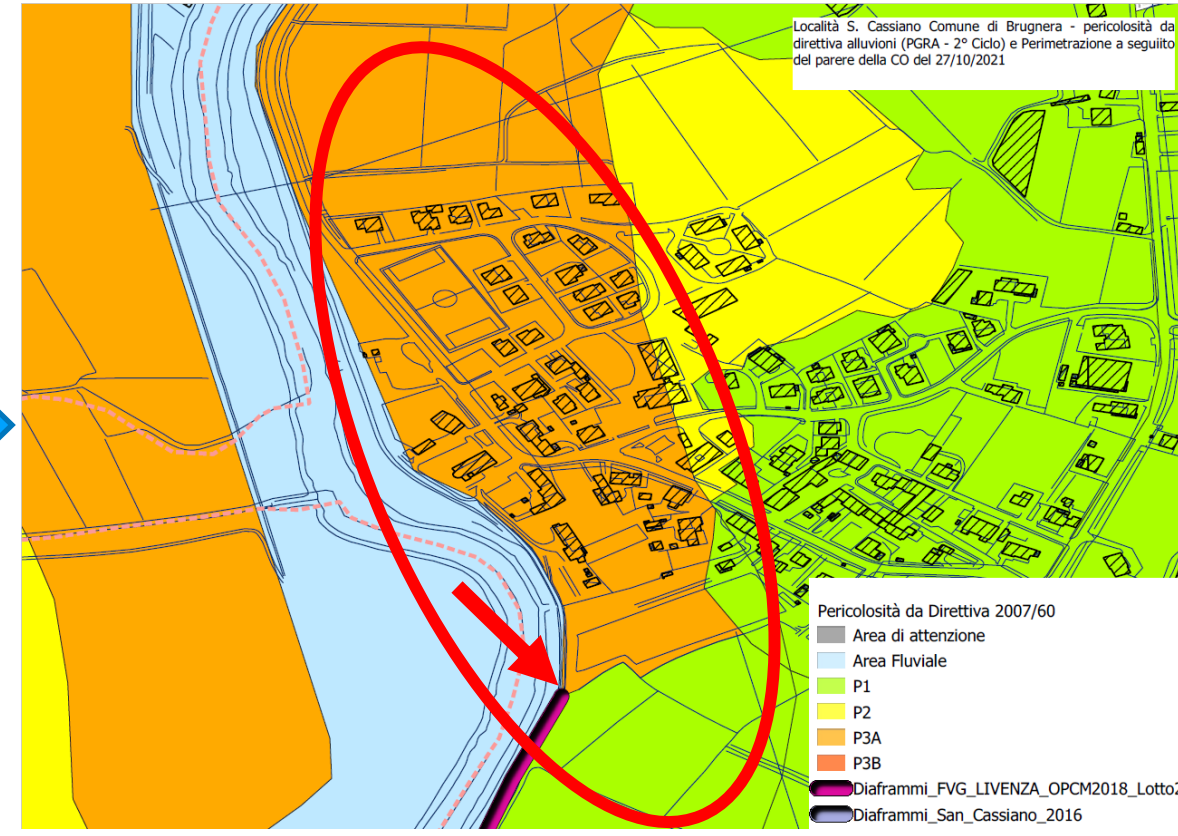 Località S. Cassiano Comune di Brugnera - pericolosità da
direttiva alluvioni (PGRA - 2° Ciclo) e Perimetrazione a seguiito
del parere della CO del 27/10/2021
Pericolosità da Direttiva 2007/60
Area di attenzione
Area Fluviale
P1
P2
P3A
P3B
Diaframmi_FVG_LIVENZA_OPCM2018_Lotto2
Diaframmi_San_Cassiano_2016